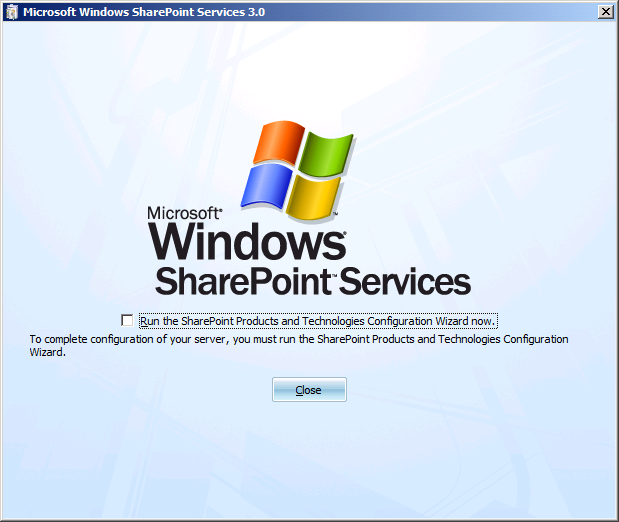 Microsoft Windows SharePoint Services 3.0
Microsoft®
Windows®
SharePoint™ Services
Run the SharePoint Products and Technologies Configuration Wizard now.
To complete configuration of your server, you must run the SharePoint Products and Technologies Configuration
Wizard.
Close